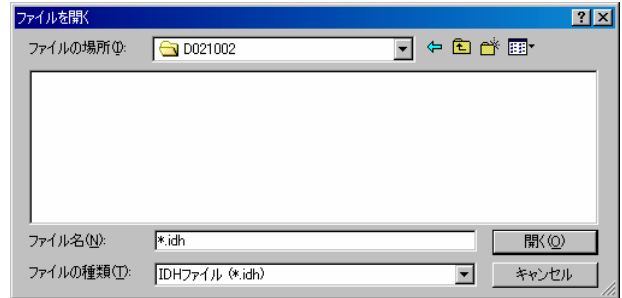 ファイルを開く
ファイルの場所(I): D021002
ファイル名(N): *.idh 開く(O)
ファイルの種類(T): IDHファイル (*.idh) キャンセル